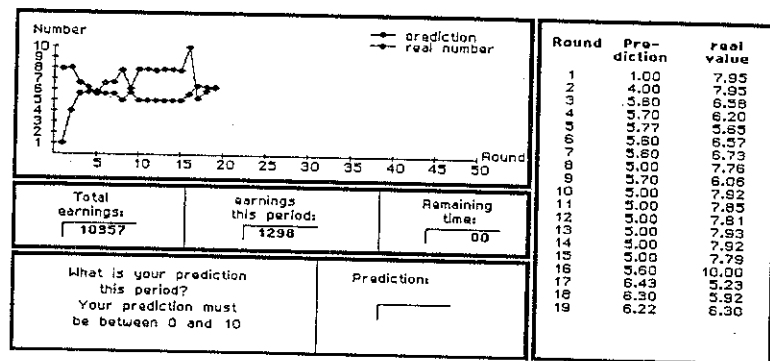 Number
prediction
real number
10
9
8
7
6
5
4
3
2
1
5 10 15 20 25 30 35 40 45 50 Round
Total earnings:
10357
earnings this period:
1298
Remaining time:
00
What is your prediction
this period?
Your prediction must
be between 0 and 10
Prediction:
Round Pre-diction real value
1 1.00 7.95
2 4.00 7.95
3 5.60 6.58
4 5.70 6.20
5 5.77 5.65
6 5.60 6.57
7 5.60 6.73
8 5.00 7.76
9 5.70 6.06
10 5.00 7.92
11 5.00 7.85
12 5.00 7.81
13 5.00 7.93
14 5.00 7.92
15 5.00 7.79
16 5.60 10.00
17 6.43 5.23
18 6.30 5.92
19 6.22 6.30